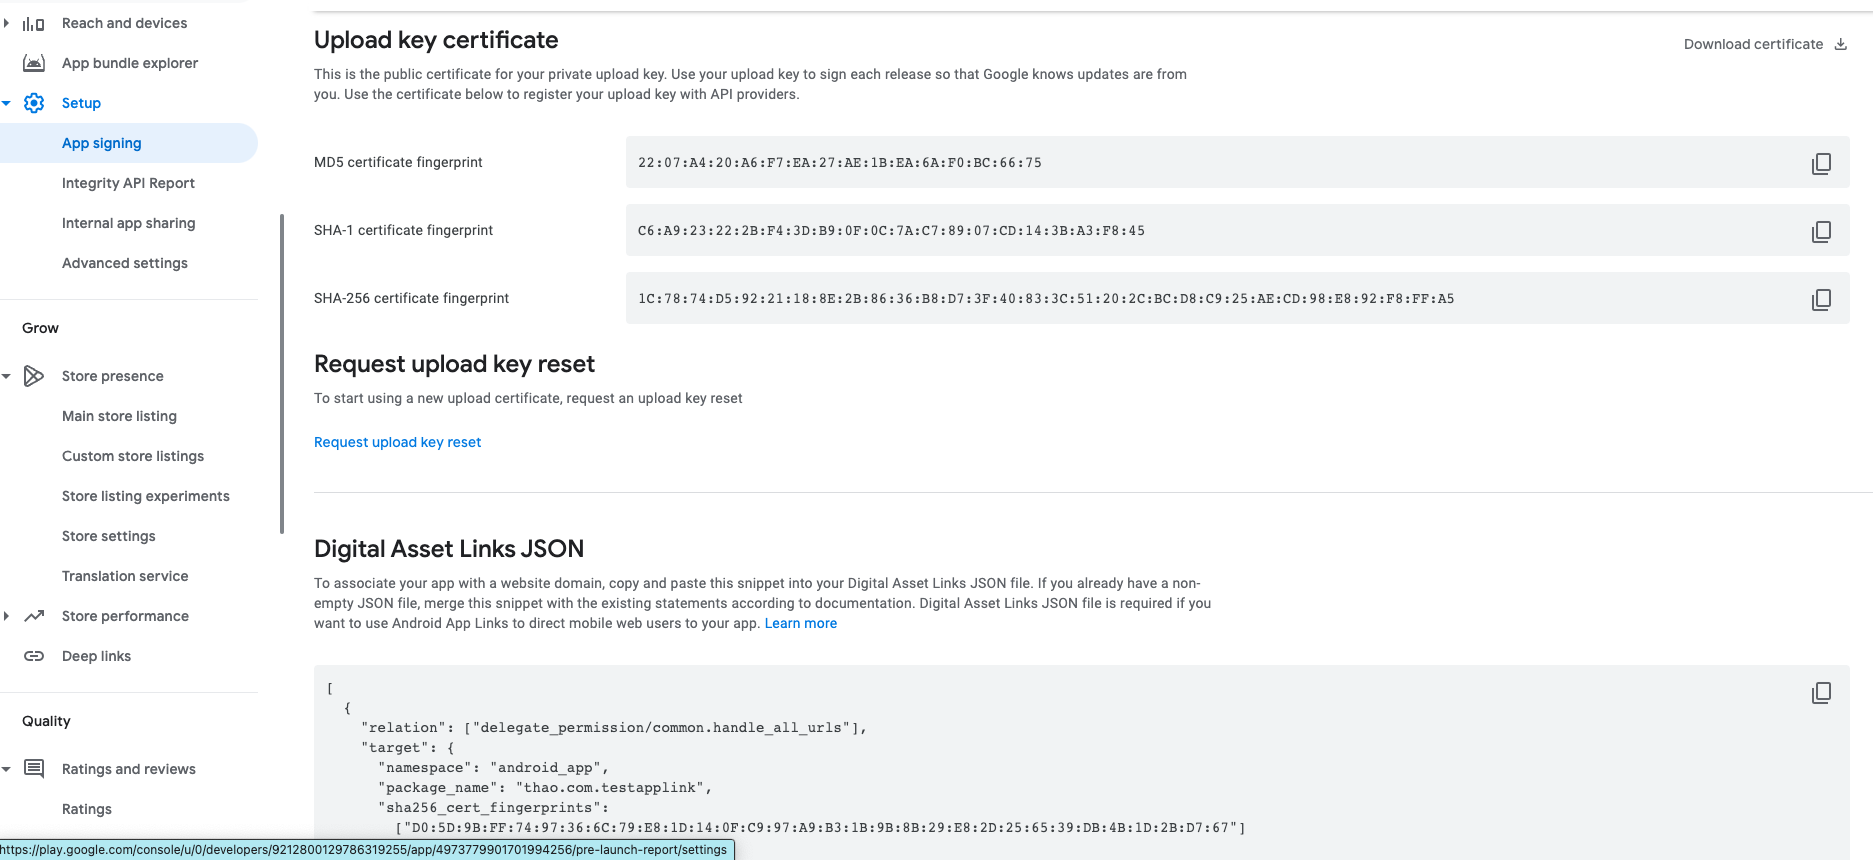 Reach and devices
App bundle explorer
Setup
App signing
Integrity API Report
Internal app sharing
Advanced settings
Grow
Store presence
Main store listing
Custom store listings
Store listing experiments
Store settings
Translation service
Store performance
Deep links
Quality
Ratings and reviews
Ratings
Upload key certificate
Download certificate
This is the public certificate for your private upload key. Use your upload key to sign each release so that Google knows updates are from
you. Use the certificate below to register your upload key with API providers.
MD5 certificate fingerprint
22:07:A4:20:A6:F7:EA:27:AE:1B:EA:6A:F0:BC:66:75
SHA-1 certificate fingerprint
C6:A9:23:22:2B:F4:3D:B9:0F:0C:7A:C7:89:07:CD:14:3B:A3:F8:45
SHA-256 certificate fingerprint
1C:78:74:D5:92:21:18:8E:2B:86:36:B8:D7:3F:40:83:3C:51:20:2C:BC:D8:C9:25:AE:CD:98:E8:92:F8:FF:A5
Request upload key reset
To start using a new upload certificate, request an upload key reset
Request upload key reset
Digital Asset Links JSON
To associate your app with a website domain, copy and paste this snippet into your Digital Asset Links JSON file. If you already have a non-
empty JSON file, merge this snippet with the existing statements according to documentation. Digital Asset Links JSON file is required if you
want to use Android App Links to direct mobile web users to your app. Learn more
[
{
"relation": ["delegate_permission/common.handle_all_urls"],
"target": {
"namespace": "android_app",
"package_name": "thao.com.testapplink",
"sha256_cert_fingerprints":
["D0:5D:9B:FF:74:97:36:6C:79:E8:1D:14:0F:C9:97:A9:B3:1B:9B:8B:29:E8:2D:25:65:39:DB:4B:1D:2B:D7:67"]
https://play.google.com/console/u/0/developers/9212800129786319255/app/4973779901701994256/pre-launch-report/settings